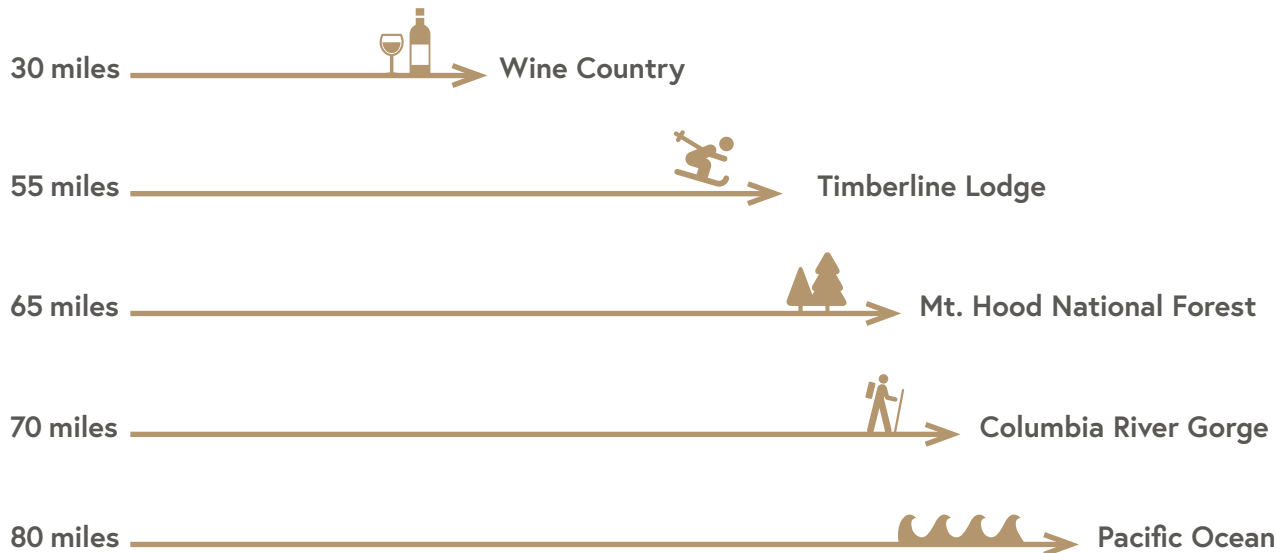 30 miles Wine Country
55 miles Timberline Lodge
65 miles Mt. Hood National Forest
70 miles Columbia River Gorge
80 miles Pacific Ocean